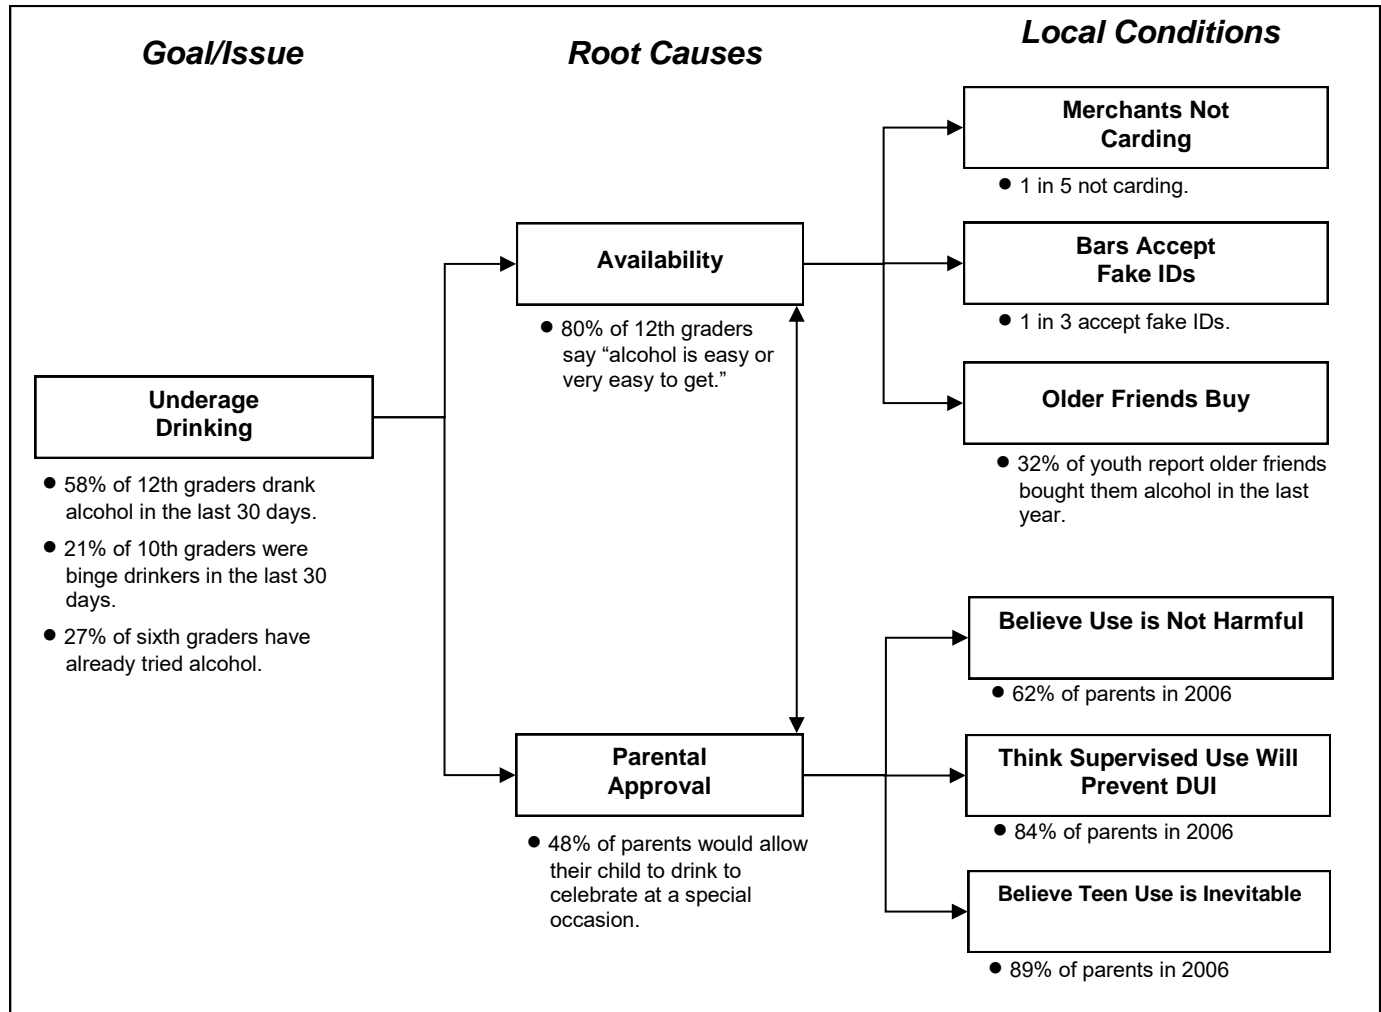 Goal/Issue
Root Causes
Local Conditions
Underage
Drinking
● 58% of 12th graders drank
alcohol in the last 30 days.
● 21% of 10th graders were
binge drinkers in the last 30
days.
● 27% of sixth graders have
already tried alcohol.
Availability
● 80% of 12th graders
say “alcohol is easy or
very easy to get.”
Parental
Approval
● 48% of parents would allow
their child to drink to
celebrate at a special
occasion.
Merchants Not
Carding
● 1 in 5 not carding.
Bars Accept
Fake IDs
● 1 in 3 accept fake IDs.
Older Friends Buy
● 32% of youth report older friends
bought them alcohol in the last
year.
Believe Use is Not Harmful
● 62% of parents in 2006
Think Supervised Use Will
Prevent DUI
● 84% of parents in 2006
Believe Teen Use is Inevitable
● 89% of parents in 2006